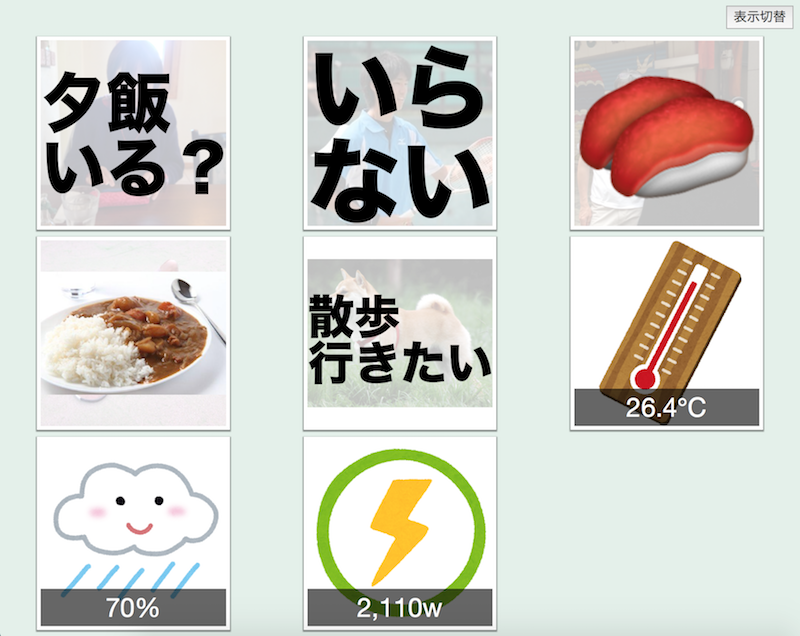 表示切替
夕飯
いる？
いら
ない
散歩
行きたい
26.4℃
70%
2,110w